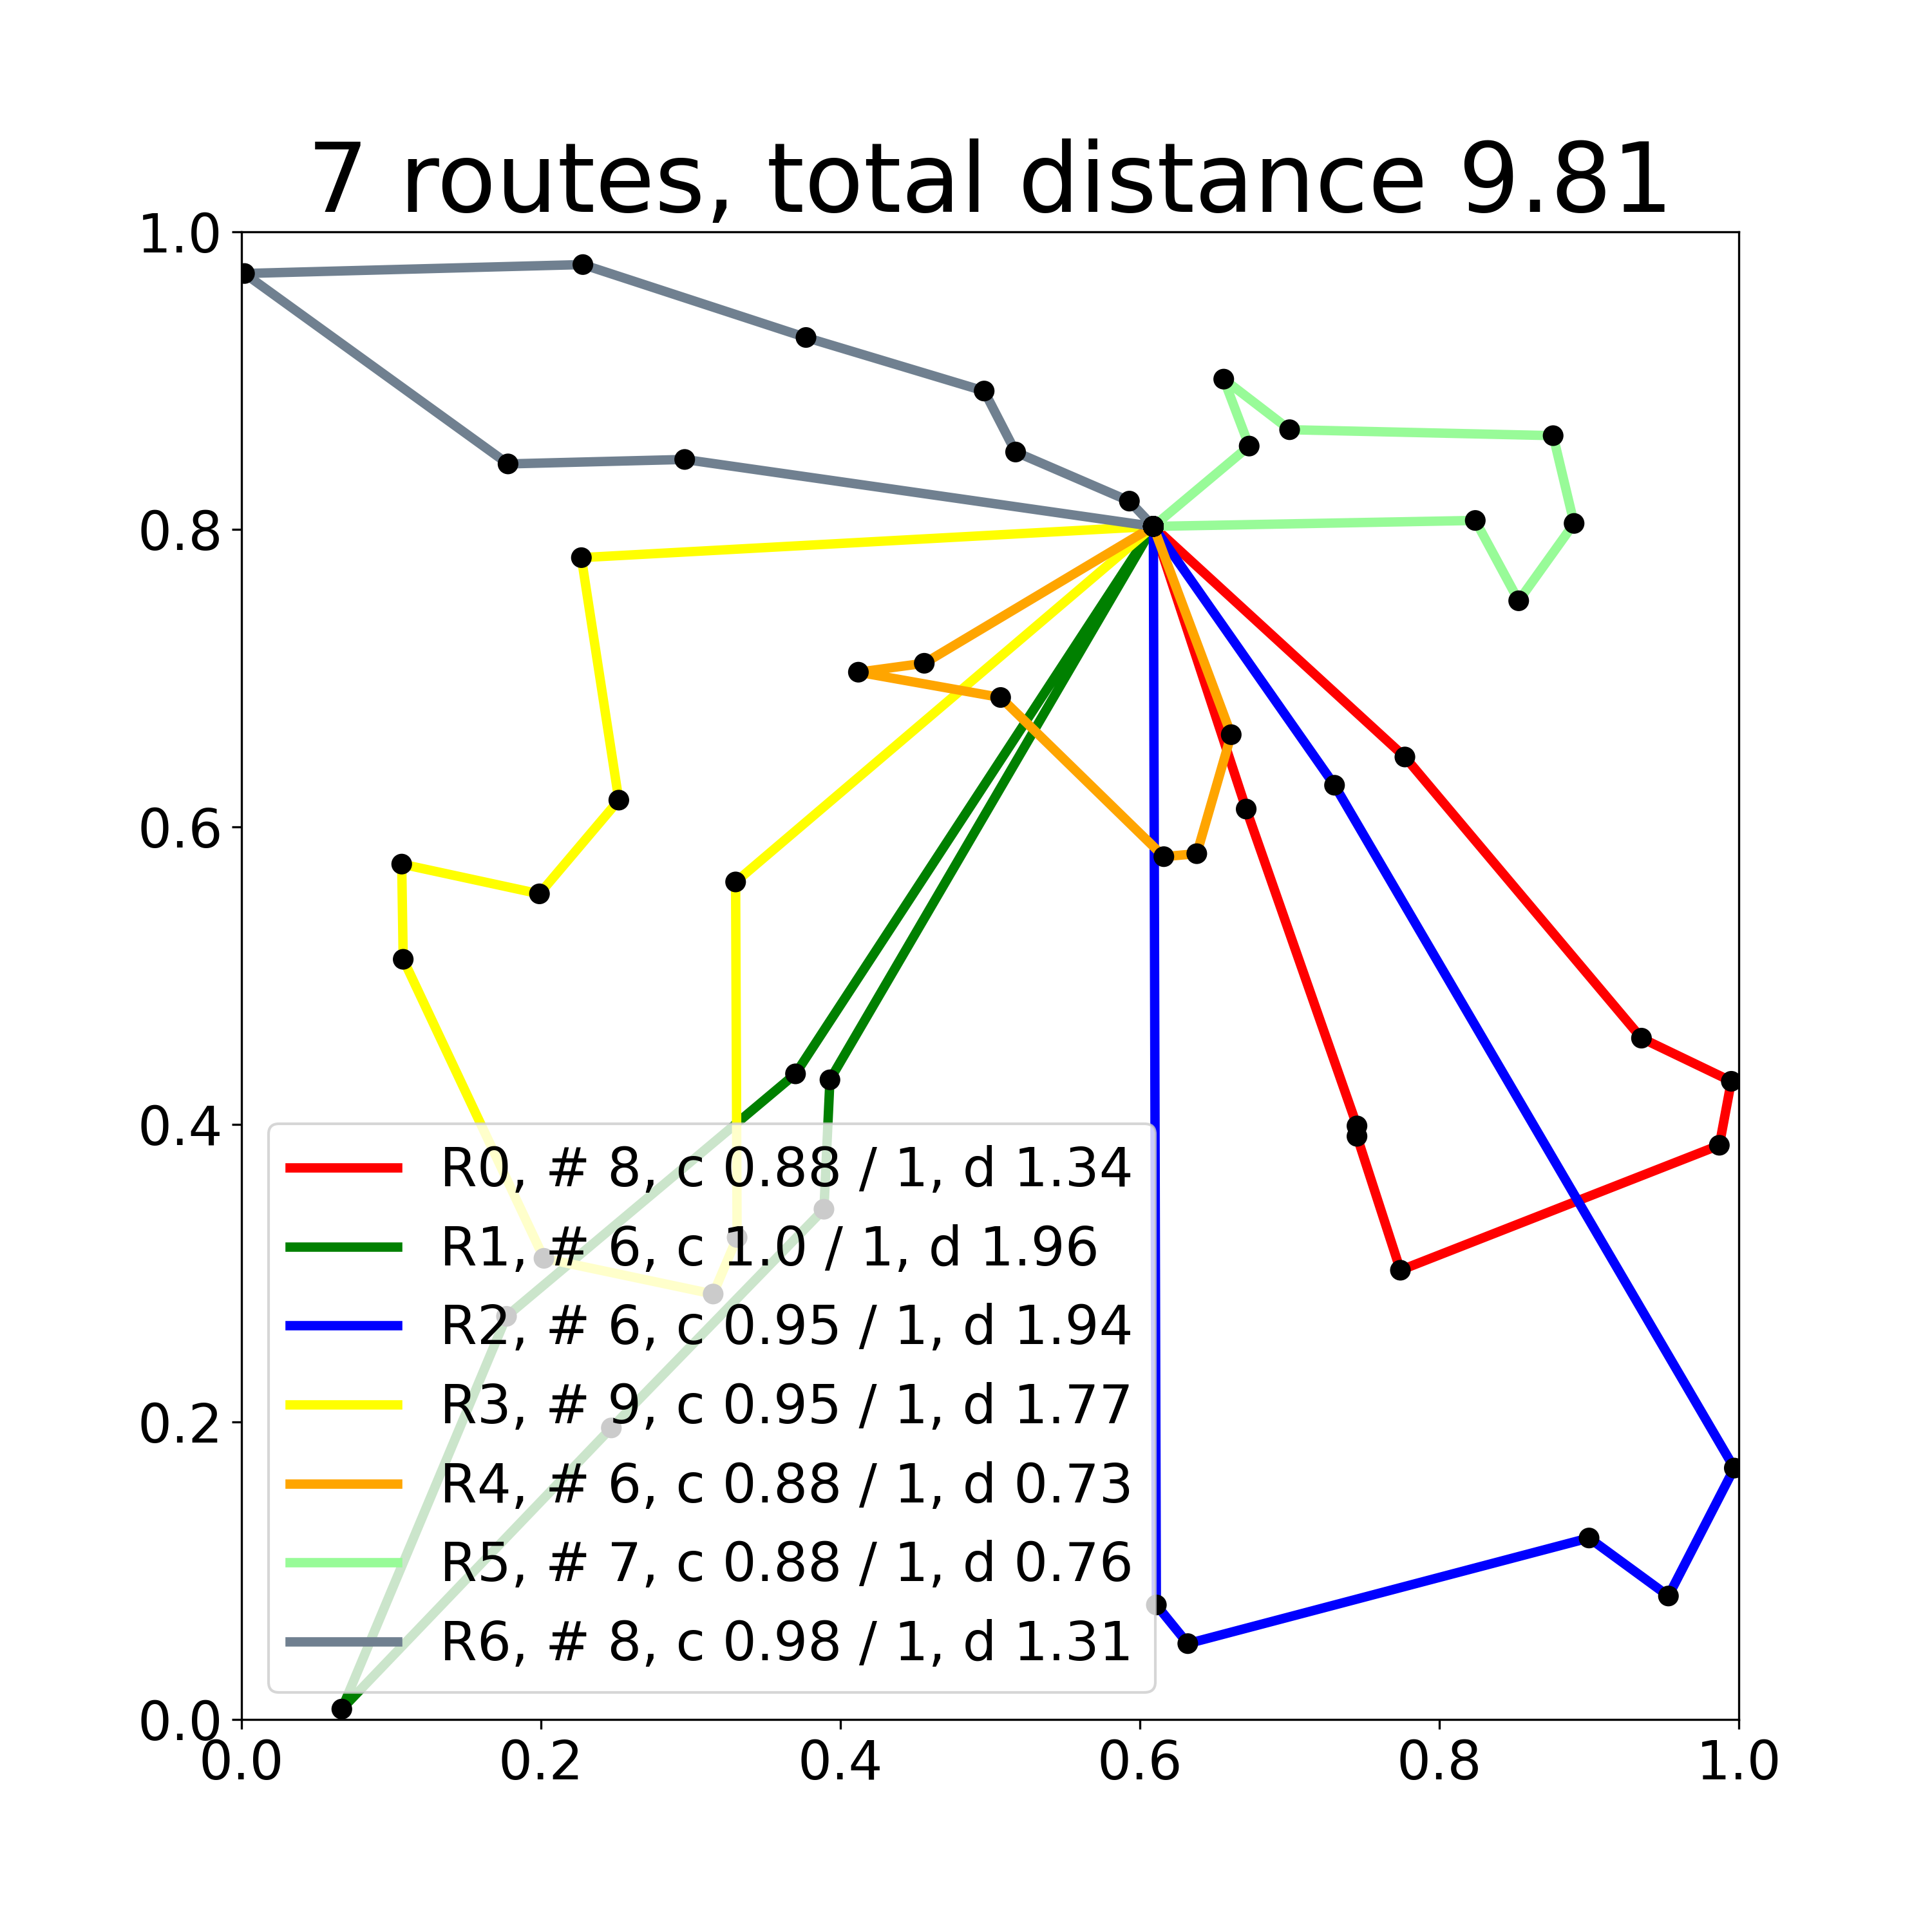 7 routes, total distance 9.81
1.0
0.8
0.6
0.4
0.2
0.0
R0, # 8, c 0.88 / 1, d 1.34
R1, # 6, c 1.0 / 1, d 1.96
R2, # 6, c 0.95 / 1, d 1.94
R3, # 9, c 0.95 / 1, d 1.77
R4, # 6, c 0.88 / 1, d 0.73
R5, # 7, c 0.88 / 1, d 0.76
R6, # 8, c 0.98 / 1, d 1.31
0.0 0.2 0.4 0.6 0.8 1.0